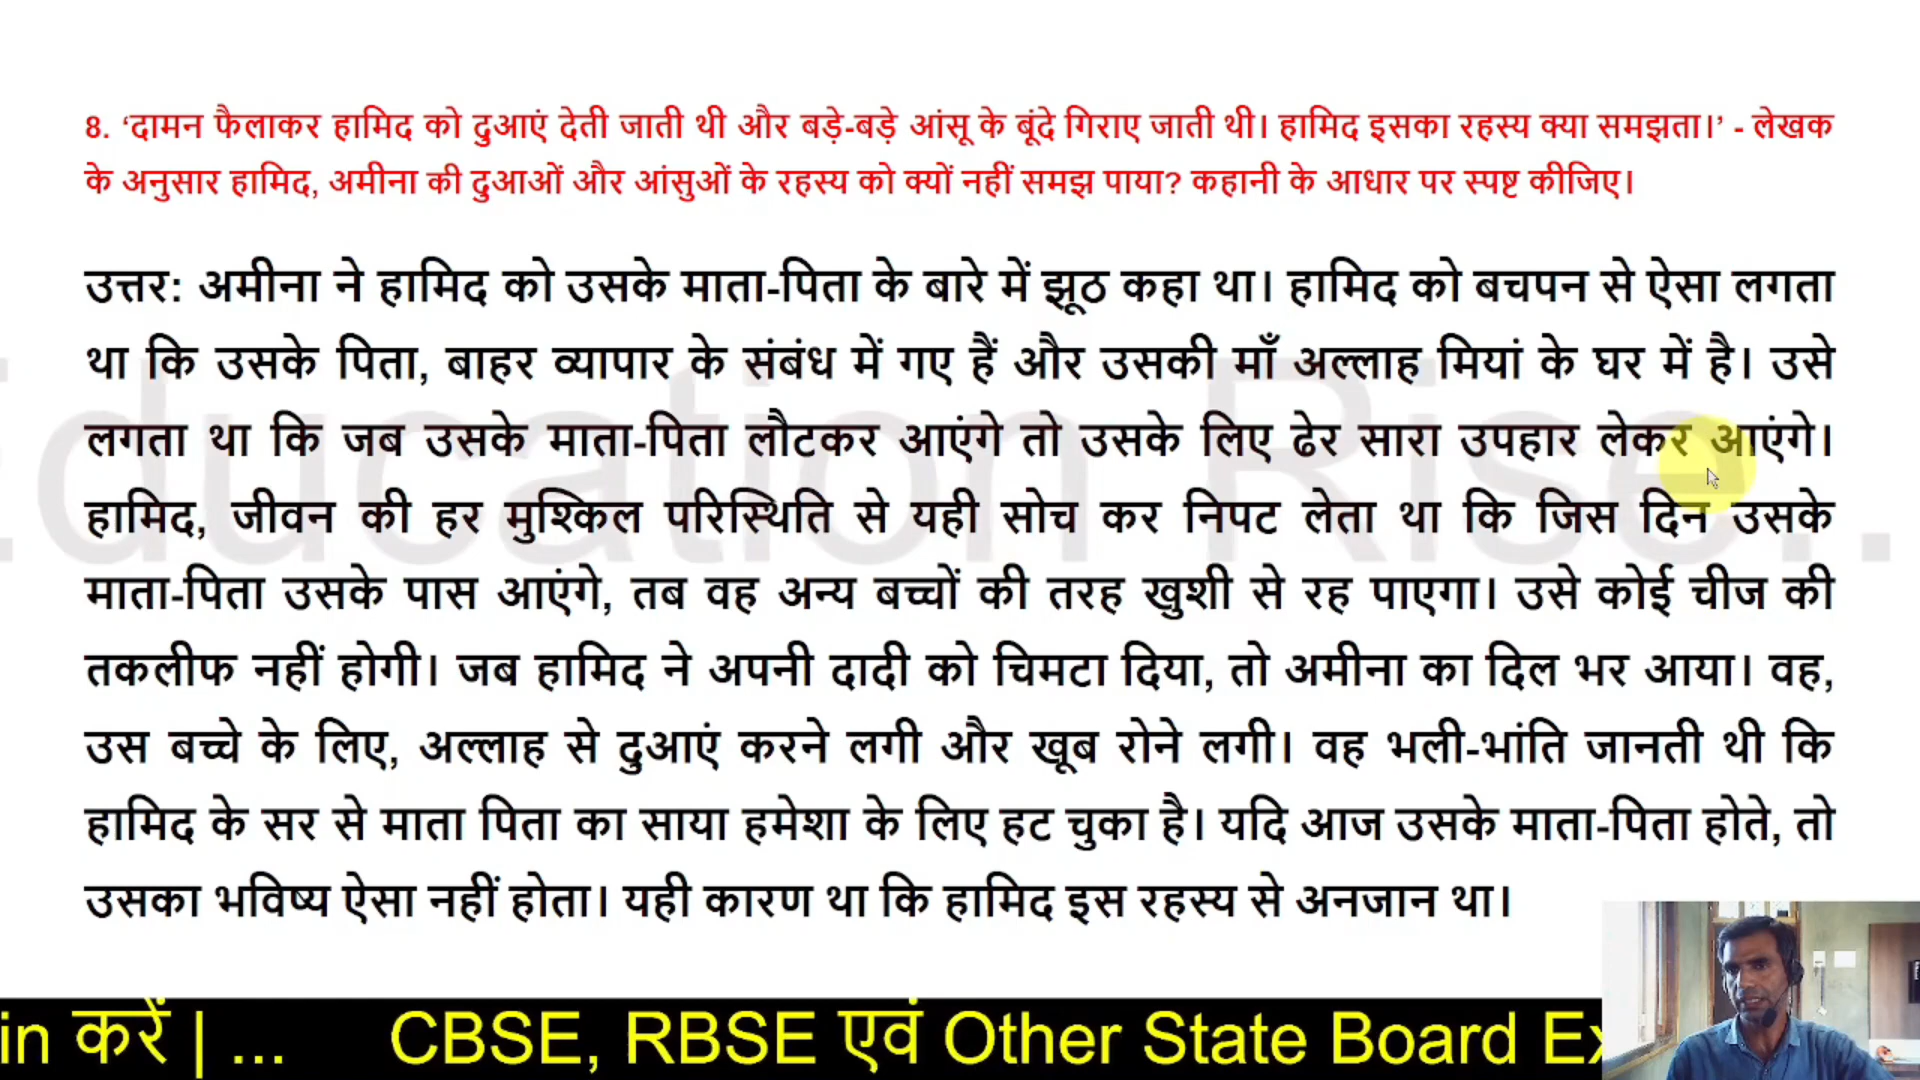 8. ‘दामन फैलाकर हामिद को दुआएं देती जाती थी और बड़े-बड़े आंसू के बूंदे गिराए जाती थी। हामिद इसका रहस्य क्या समझता।’ - लेखक
के अनुसार हामिद, अमीना की दुआओं और आंसुओं के रहस्य को क्यों नहीं समझ पाया? कहानी के आधार पर स्पष्ट कीजिए।
उत्तर: अमीना ने हामिद को उसके माता-पिता के बारे में झूठ कहा था। हामिद को बचपन से ऐसा लगता
था कि उसके पिता, बाहर व्यापार के संबंध में गए हैं और उसकी माँ अल्लाह मियां के घर में है। उसे
लगता था कि जब उसके माता-पिता लौटकर आएंगे तो उसके लिए ढेर सारा उपहार लेकर आएंगे।
हामिद, जीवन की हर मुश्किल परिस्थिति से यही सोच कर निपट लेता था कि जिस दिन उसके
माता-पिता उसके पास आएंगे, तब वह अन्य बच्चों की तरह खुशी से रह पाएगा। उसे कोई चीज की
तकलीफ नहीं होगी। जब हामिद ने अपनी दादी को चिमटा दिया, तो अमीना का दिल भर आया। वह,
उस बच्चे के लिए, अल्लाह से दुआएं करने लगी और खूब रोने लगी। वह भली-भांति जानती थी कि
हामिद के सर से माता पिता का साया हमेशा के लिए हट चुका है। यदि आज उसके माता-पिता होते, तो
उसका भविष्य ऐसा नहीं होता। यही कारण था कि हामिद इस रहस्य से अनजान था।
Education Rise..
in करें | ... CBSE, RBSE एवं Other State Board Ex